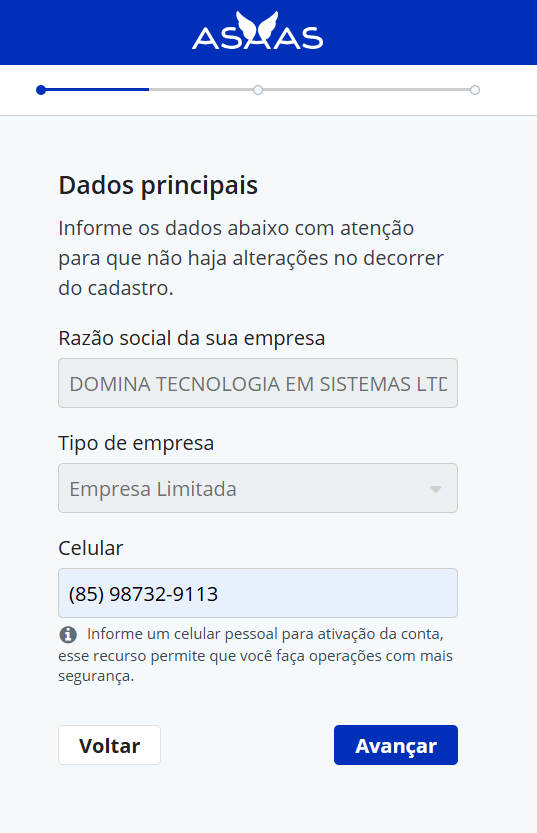 ASAAS
Dados principais
Informe os dados abaixo com atenção
para que não haja alterações no decorrer
do cadastro.
Razão social da sua empresa
DOMINA TECNOLOGIA EM SISTEMAS LTD
Tipo de empresa
Empresa Limitada
Celular
(85) 98732-9113
Informe um celular pessoal para ativação da conta,
esse recurso permite que você faça operações com mais
segurança.
Voltar
Avançar